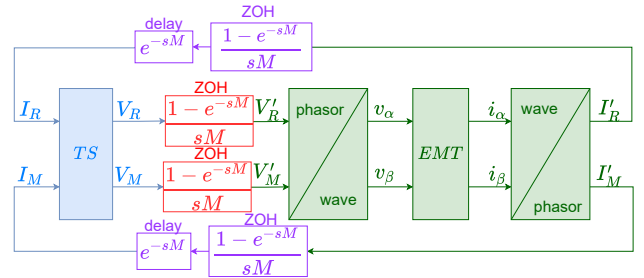 ZOH
delay
e^{-sM}
1 - e^{-sM}
sM
I_R
V_R
ZOH
1 - e^{-sM}
sM
V'_R
phasor
wave
v_α
i_α
wave
phasor
I'_R
TS
EMT
I_M
V_M
ZOH
1 - e^{-sM}
sM
V'_M
v_β
i_β
I'_M
delay
e^{-sM}
ZOH
1 - e^{-sM}
sM